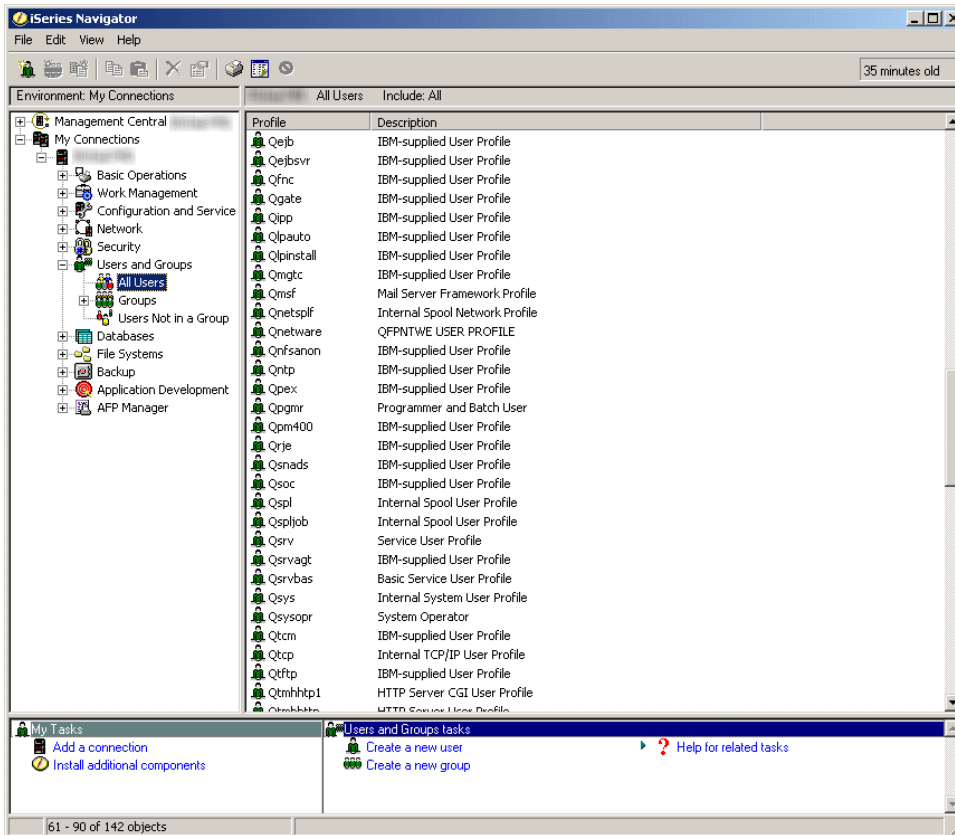 iSeries Navigator
File Edit View Help
35 minutes old
Environment: My Connections
All Users Include: All
Management Central
My Connections
Basic Operations
Work Management
Configuration and Service
Network
Security
Users and Groups
All Users
Groups
Users Not in a Group
Databases
File Systems
Backup
Application Development
AFP Manager
Profile Description
Qejb IBM-supplied User Profile
Qejbsvr IBM-supplied User Profile
Qfnc IBM-supplied User Profile
Qgate IBM-supplied User Profile
Qipp IBM-supplied User Profile
Qlpauto IBM-supplied User Profile
Qlpinstall IBM-supplied User Profile
Qmgtc IBM-supplied User Profile
Qmsf Mail Server Framework Profile
Qnetsplf Internal Spool Network Profile
Qnetware QFPNTWE USER PROFILE
Qnfsanon IBM-supplied User Profile
Qntp IBM-supplied User Profile
Qpex IBM-supplied User Profile
Qpgmr Programmer and Batch User
Qpm400 IBM-supplied User Profile
Qrje IBM-supplied User Profile
Qsnads IBM-supplied User Profile
Qsoc IBM-supplied User Profile
Qspl Internal Spool User Profile
Qspljob Internal Spool User Profile
Qsrv Service User Profile
Qsrvagt IBM-supplied User Profile
Qsrvbas Basic Service User Profile
Qsys Internal System User Profile
Qsysopr System Operator
Qtcm IBM-supplied User Profile
Qtcp Internal TCP/IP User Profile
Qtftp IBM-supplied User Profile
Qtmhhtp1 HTTP Server CGI User Profile
Qtmhhttp HTTP Server User Profile
My Tasks
Add a connection
Install additional components
Users and Groups tasks
Create a new user
Create a new group
Help for related tasks
61 - 90 of 142 objects